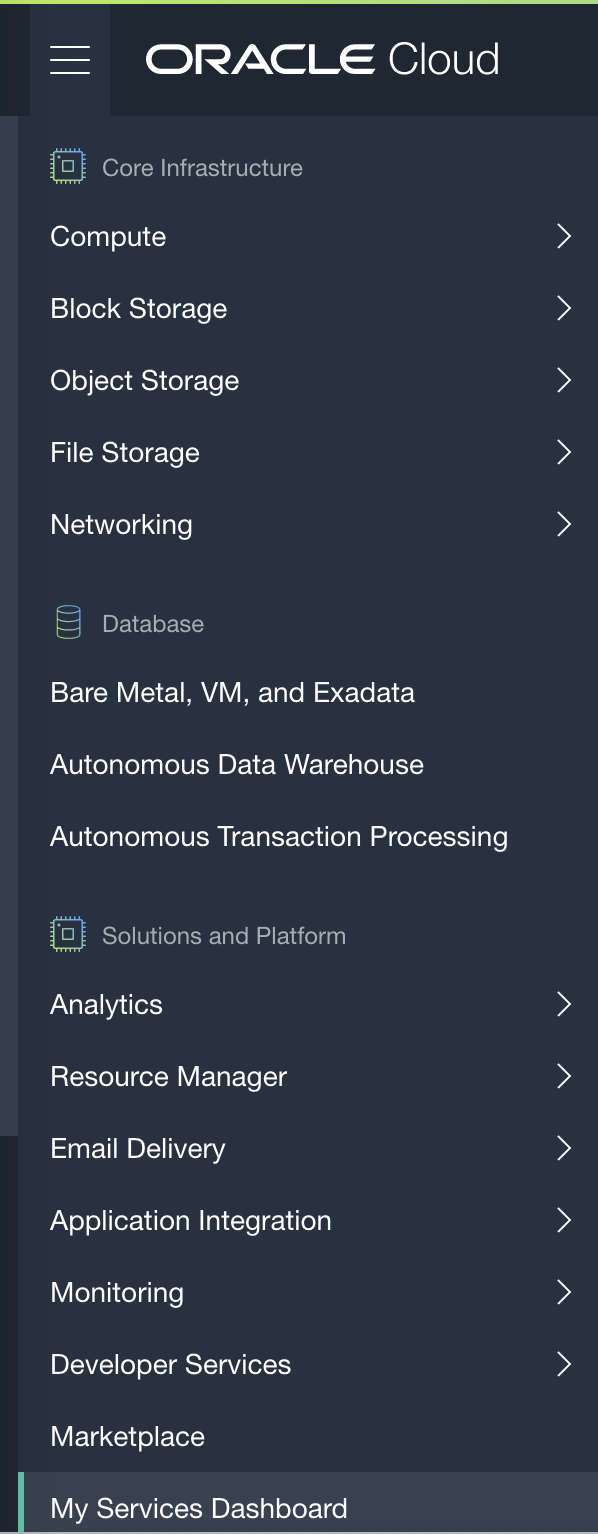 ORACLE Cloud
Core Infrastructure
Compute
Block Storage
Object Storage
File Storage
Networking
Database
Bare Metal, VM, and Exadata
Autonomous Data Warehouse
Autonomous Transaction Processing
Solutions and Platform
Analytics
Resource Manager
Email Delivery
Application Integration
Monitoring
Developer Services
Marketplace
My Services Dashboard